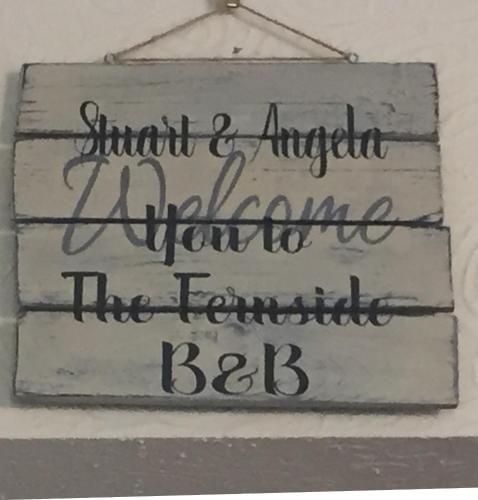 Stuart & Angela
Welcome
You to
The Fernside
B&B